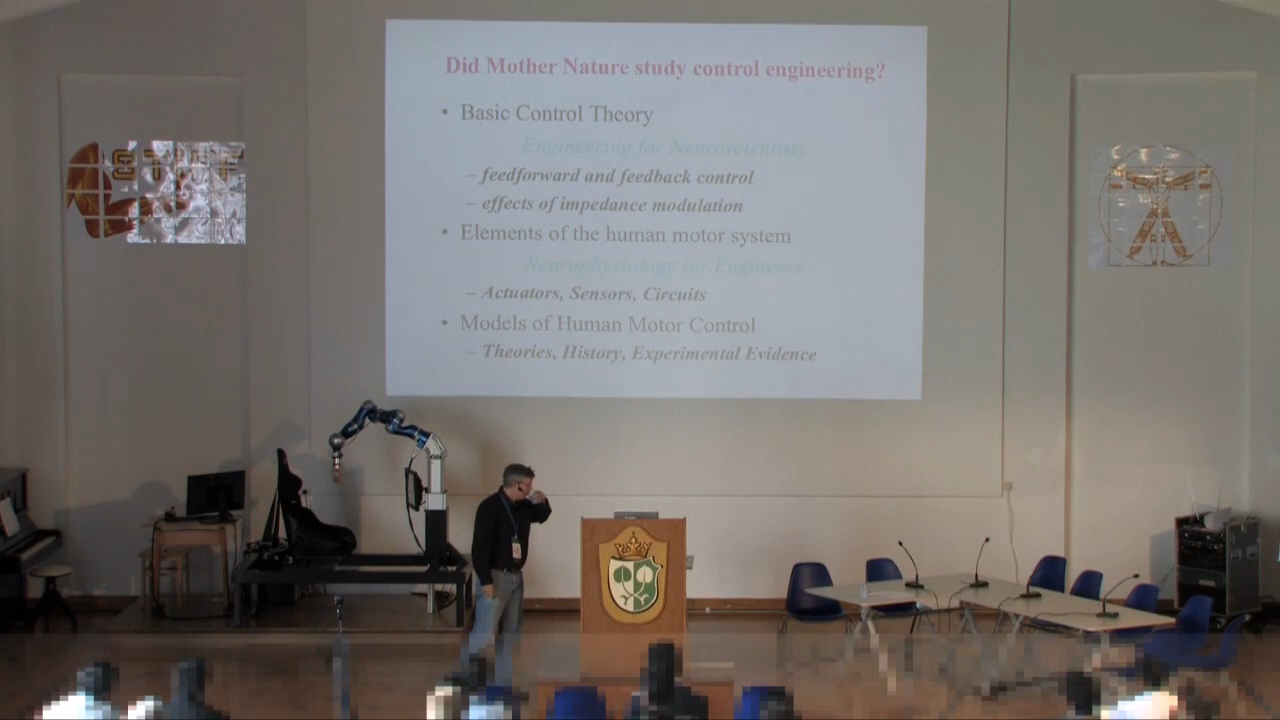 Did Mother Nature study control engineering?
• Basic Control Theory
Engineering for Neuroscientists
– feedforward and feedback control
– effects of impedance modulation
• Elements of the human motor system
Neurophysiology for Engineers
– Actuators, Sensors, Circuits
• Models of Human Motor Control
– Theories, History, Experimental Evidence
STIFF